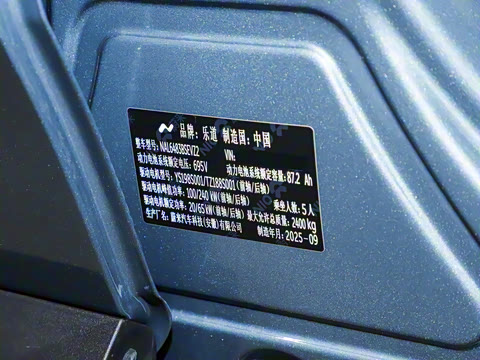 品牌: 乐道 制造国: 中国
整车型号: NAL6483BSEVZ2 VIN:
动力电池系统额定电压: 695V 动力电池系统额定容量: 87.2 Ah
驱动电机型号: YS198S001/TZ188S001(前轴/后轴)
驱动电机峰值功率: 100/240 kW(前轴/后轴) 乘坐人数: 5人
驱动电机额定功率: 20/65 kW(前轴/后轴) 最大允许总质量: 2400 kg
生产厂名: 蔚来汽车科技(安徽)有限公司 制造年月: 2025-09